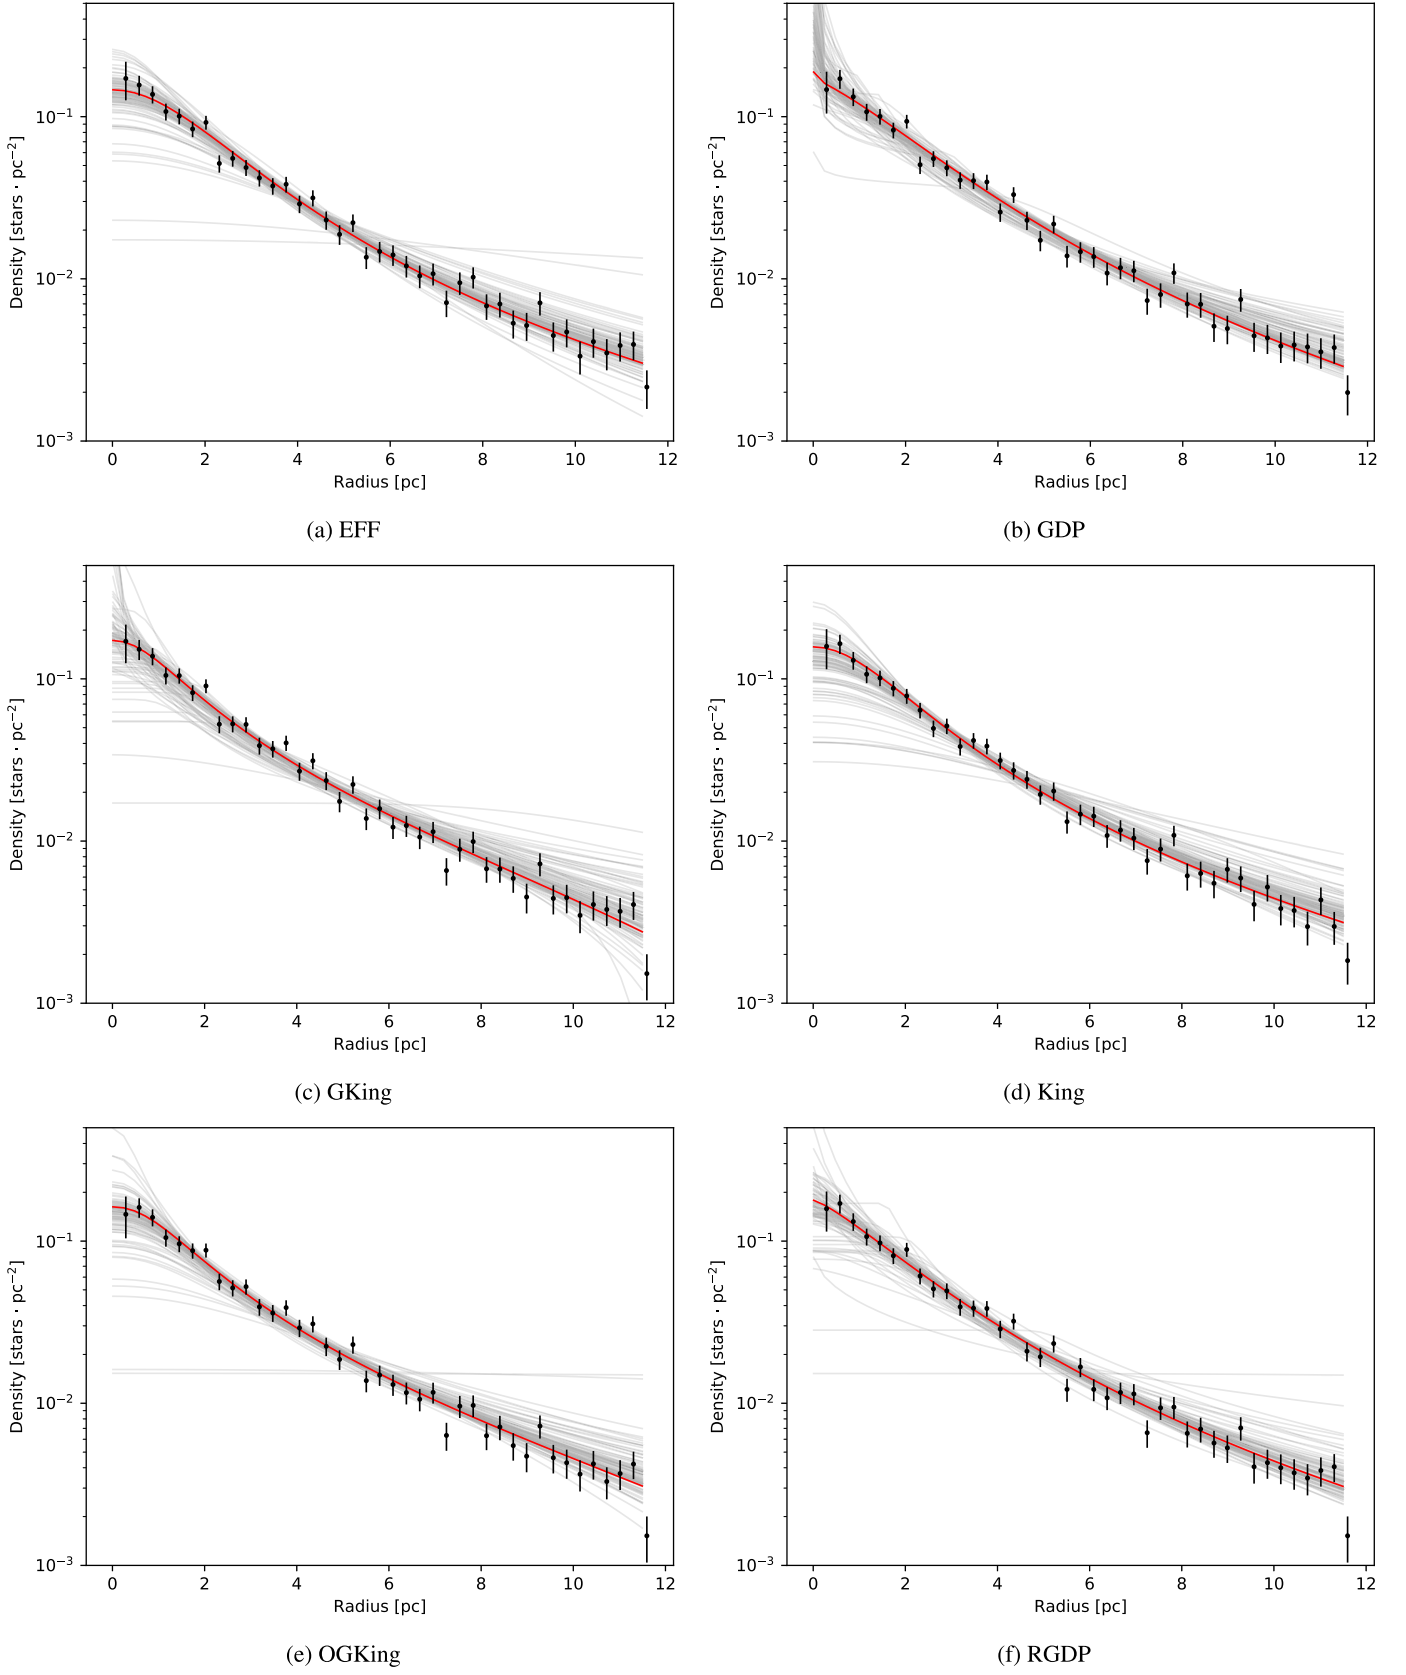 Density [stars · pc⁻²]
10⁻¹
10⁻²
10⁻³
0 2 4 6 8 10 12
Radius [pc]
(a) EFF
Density [stars · pc⁻²]
10⁻¹
10⁻²
10⁻³
0 2 4 6 8 10 12
Radius [pc]
(b) GDP
Density [stars · pc⁻²]
10⁻¹
10⁻²
10⁻³
0 2 4 6 8 10 12
Radius [pc]
(c) GKing
Density [stars · pc⁻²]
10⁻¹
10⁻²
10⁻³
0 2 4 6 8 10 12
Radius [pc]
(d) King
Density [stars · pc⁻²]
10⁻¹
10⁻²
10⁻³
0 2 4 6 8 10 12
Radius [pc]
(e) OGKing
Density [stars · pc⁻²]
10⁻¹
10⁻²
10⁻³
0 2 4 6 8 10 12
Radius [pc]
(f) RGDP